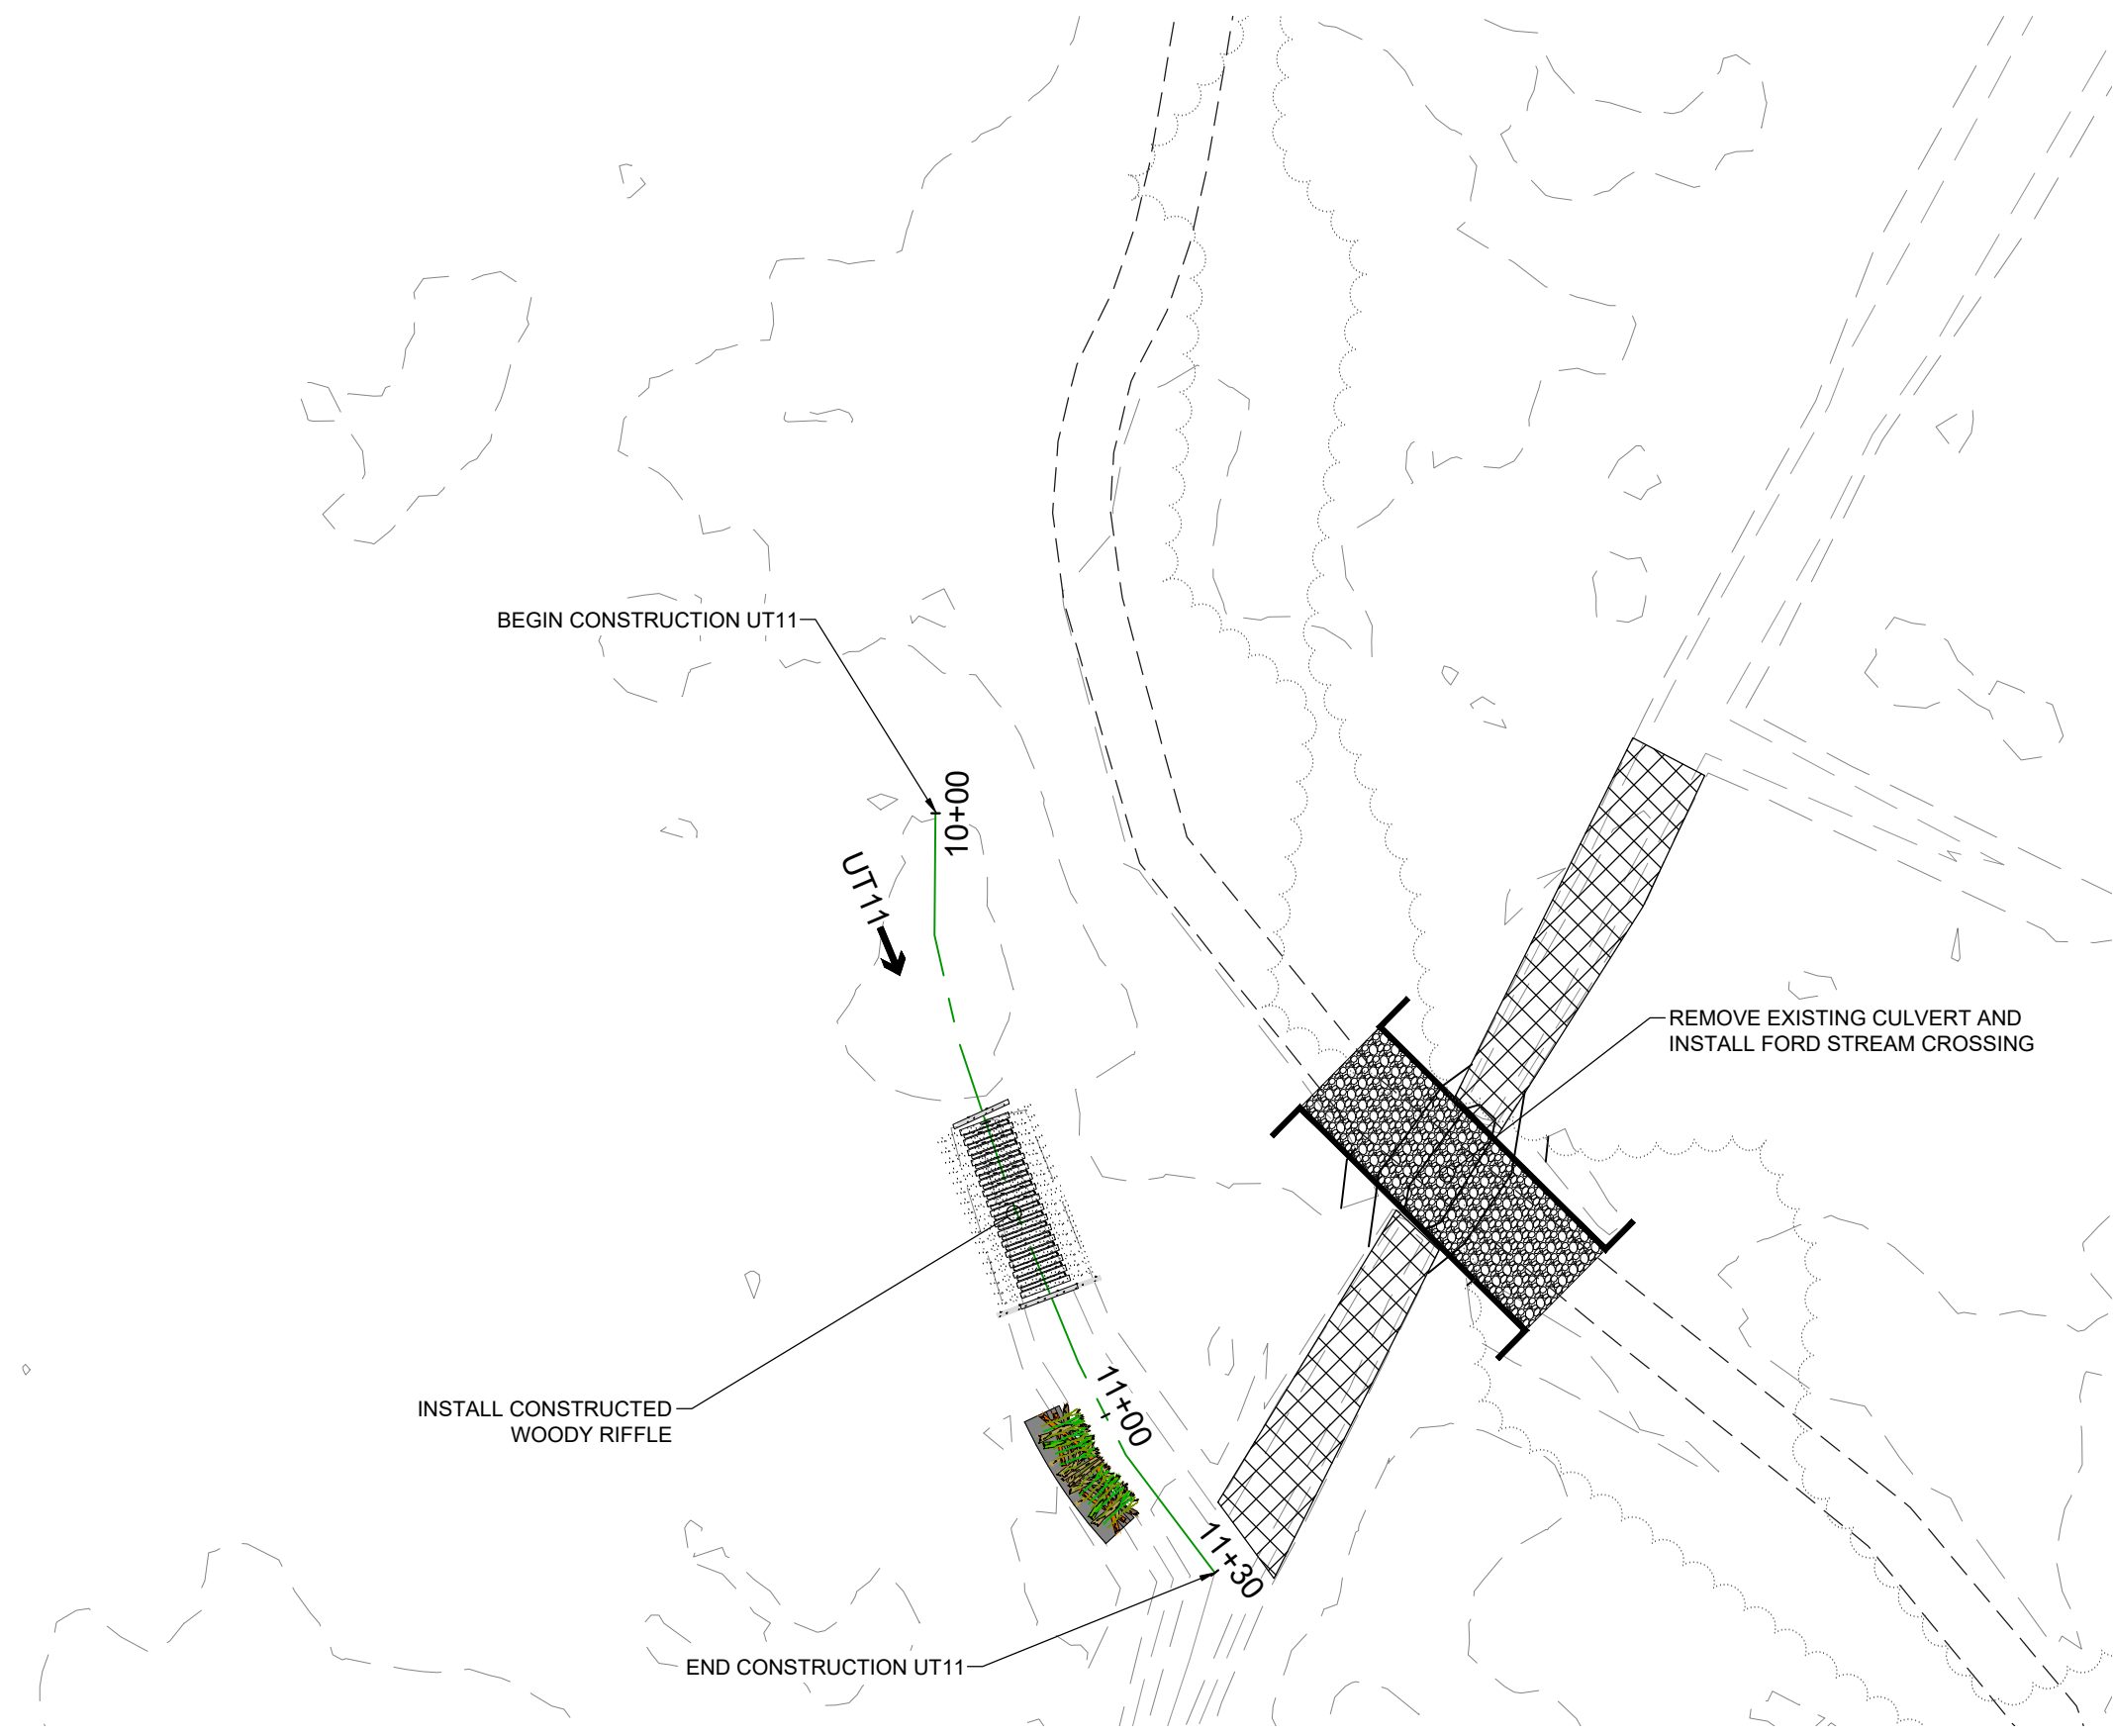 BEGIN CONSTRUCTION UT11
10+00
UT11
REMOVE EXISTING CULVERT AND
INSTALL FORD STREAM CROSSING
INSTALL CONSTRUCTED
WOODY RIFFLE
11+00
11+30
END CONSTRUCTION UT11